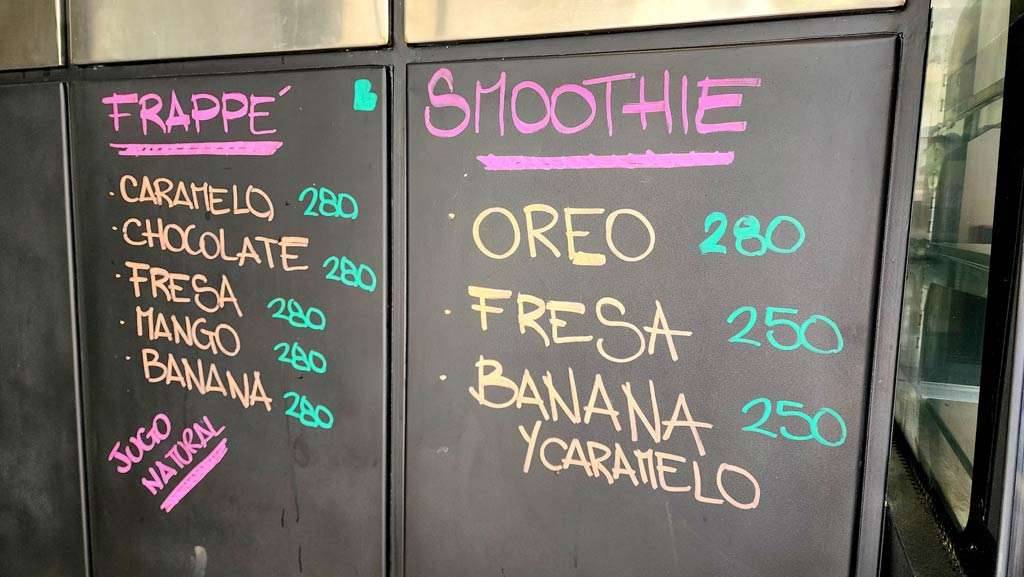 FRAPPÉ
· CARAMELO 280
· CHOCOLATE 280
· FRESA 280
· MANGO 280
· BANANA 280
JUGO
NATURAL
SMOOTHIE
· OREO 280
· FRESA 250
· BANANA 250
Y CARAMELO